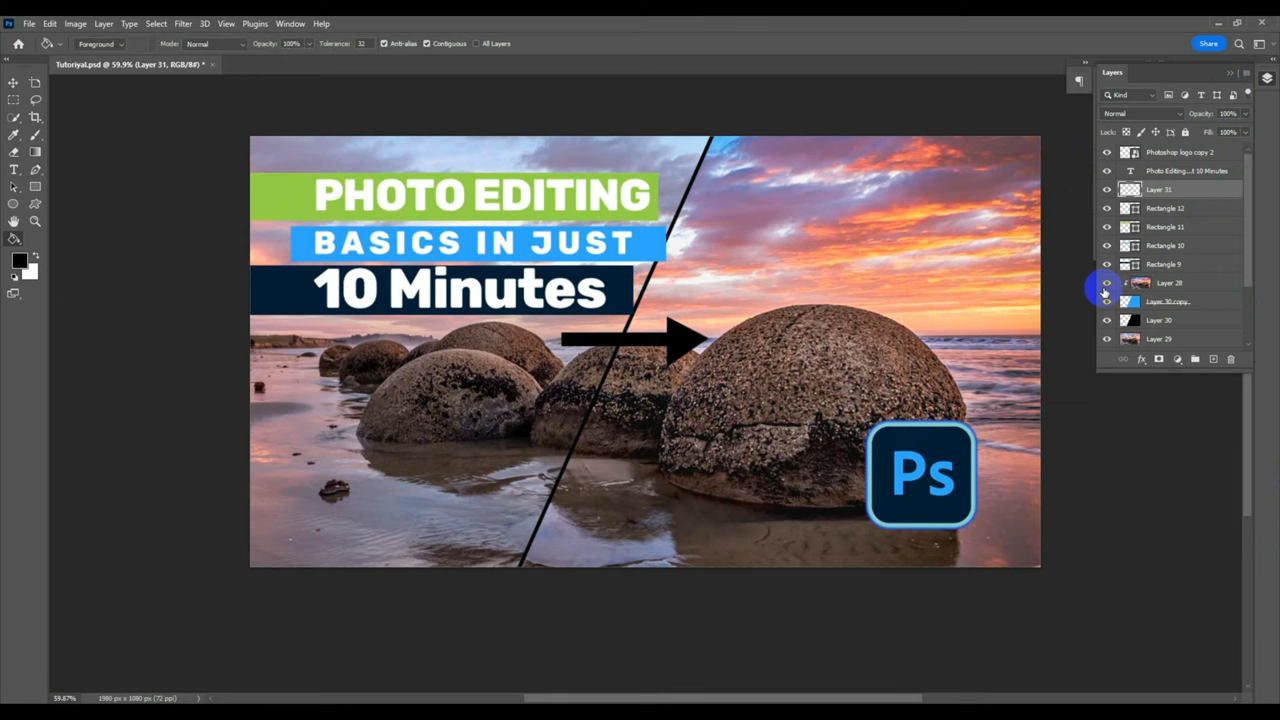 Ps File Edit Image Layer Type Select Filter 3D View Plugins Window Help
Foreground Mode: Normal Opacity: 100% Tolerance: 32 Anti-alias Contiguous All Layers Share
Tutoriyal.psd @ 59.9% (Layer 31, RGB/8#) *
Layers
Kind
Normal Opacity: 100%
Lock: Fill: 100%
Photoshop logo copy 2
Photo Editing...t 10 Minutes
Layer 31
Rectangle 12
Rectangle 11
Rectangle 10
Rectangle 9
Layer 28
Layer 30 copy
Layer 30
Layer 29
PHOTO EDITING
BASICS IN JUST
10 Minutes
Ps
59.87% 1980 px x 1080 px (72 ppi)